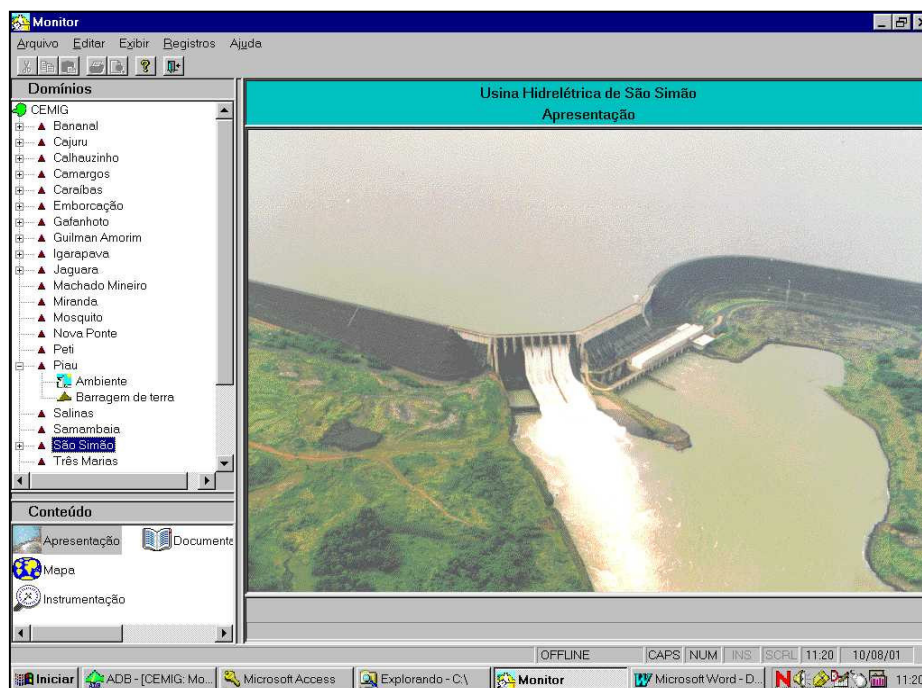 Monitor
Arquivo Editar Exibir Registros Ajuda
Domínios
CEMIG
Bananal
Cajuru
Calhauzinho
Camargos
Caraíbas
Emborcação
Gafanhoto
Guilman Amorim
Igarapava
Jaguara
Machado Mineiro
Miranda
Mosquito
Nova Ponte
Peti
Piau
Ambiente
Barragem de terra
Salinas
Samambaia
São Simão
Três Marias
Conteúdo
Apresentação Documenta
Mapa
Instrumentação
Usina Hidrelétrica de São Simão
Apresentação
OFFLINE CAPS NUM INS SCRL 11:20 10/08/01
Iniciar ADB - [CEMIG: Mo... Microsoft Access Explorando - C:\ Monitor Microsoft Word - D... 11:20